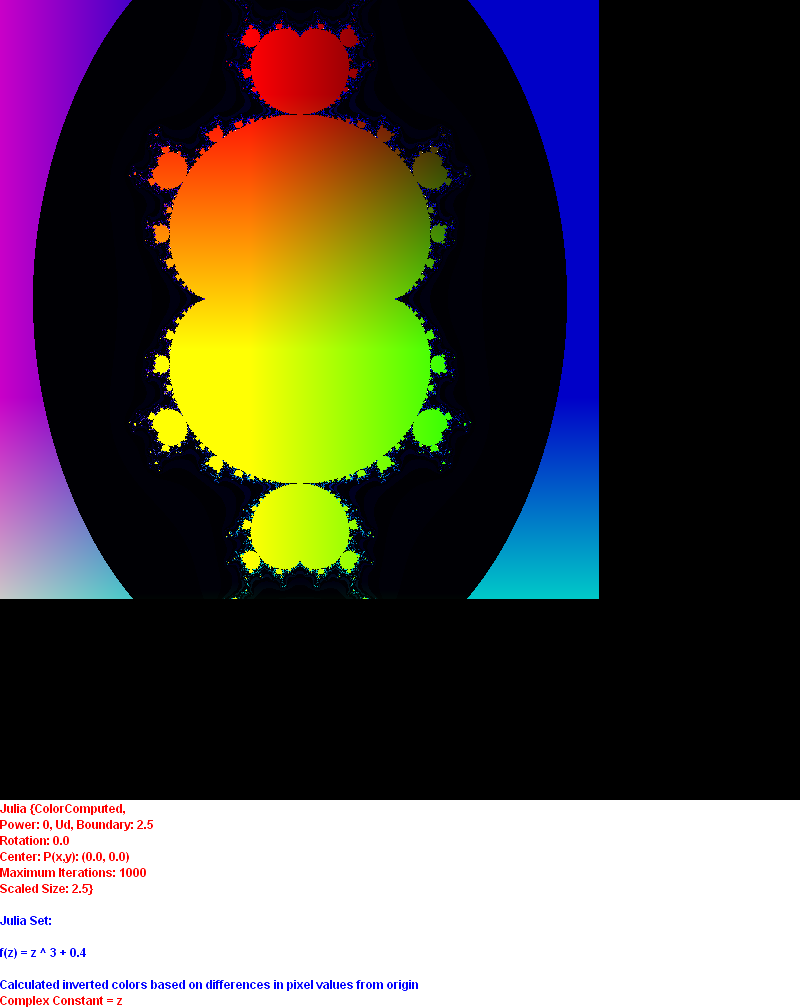 Julia {ColorComputed,
Power: 0, Ud, Boundary: 2.5
Rotation: 0.0
Center: P(x,y): (0.0, 0.0)
Maximum Iterations: 1000
Scaled Size: 2.5}
Julia Set:
f(z) = z ^ 3 + 0.4
Calculated inverted colors based on differences in pixel values from origin
Complex Constant = z